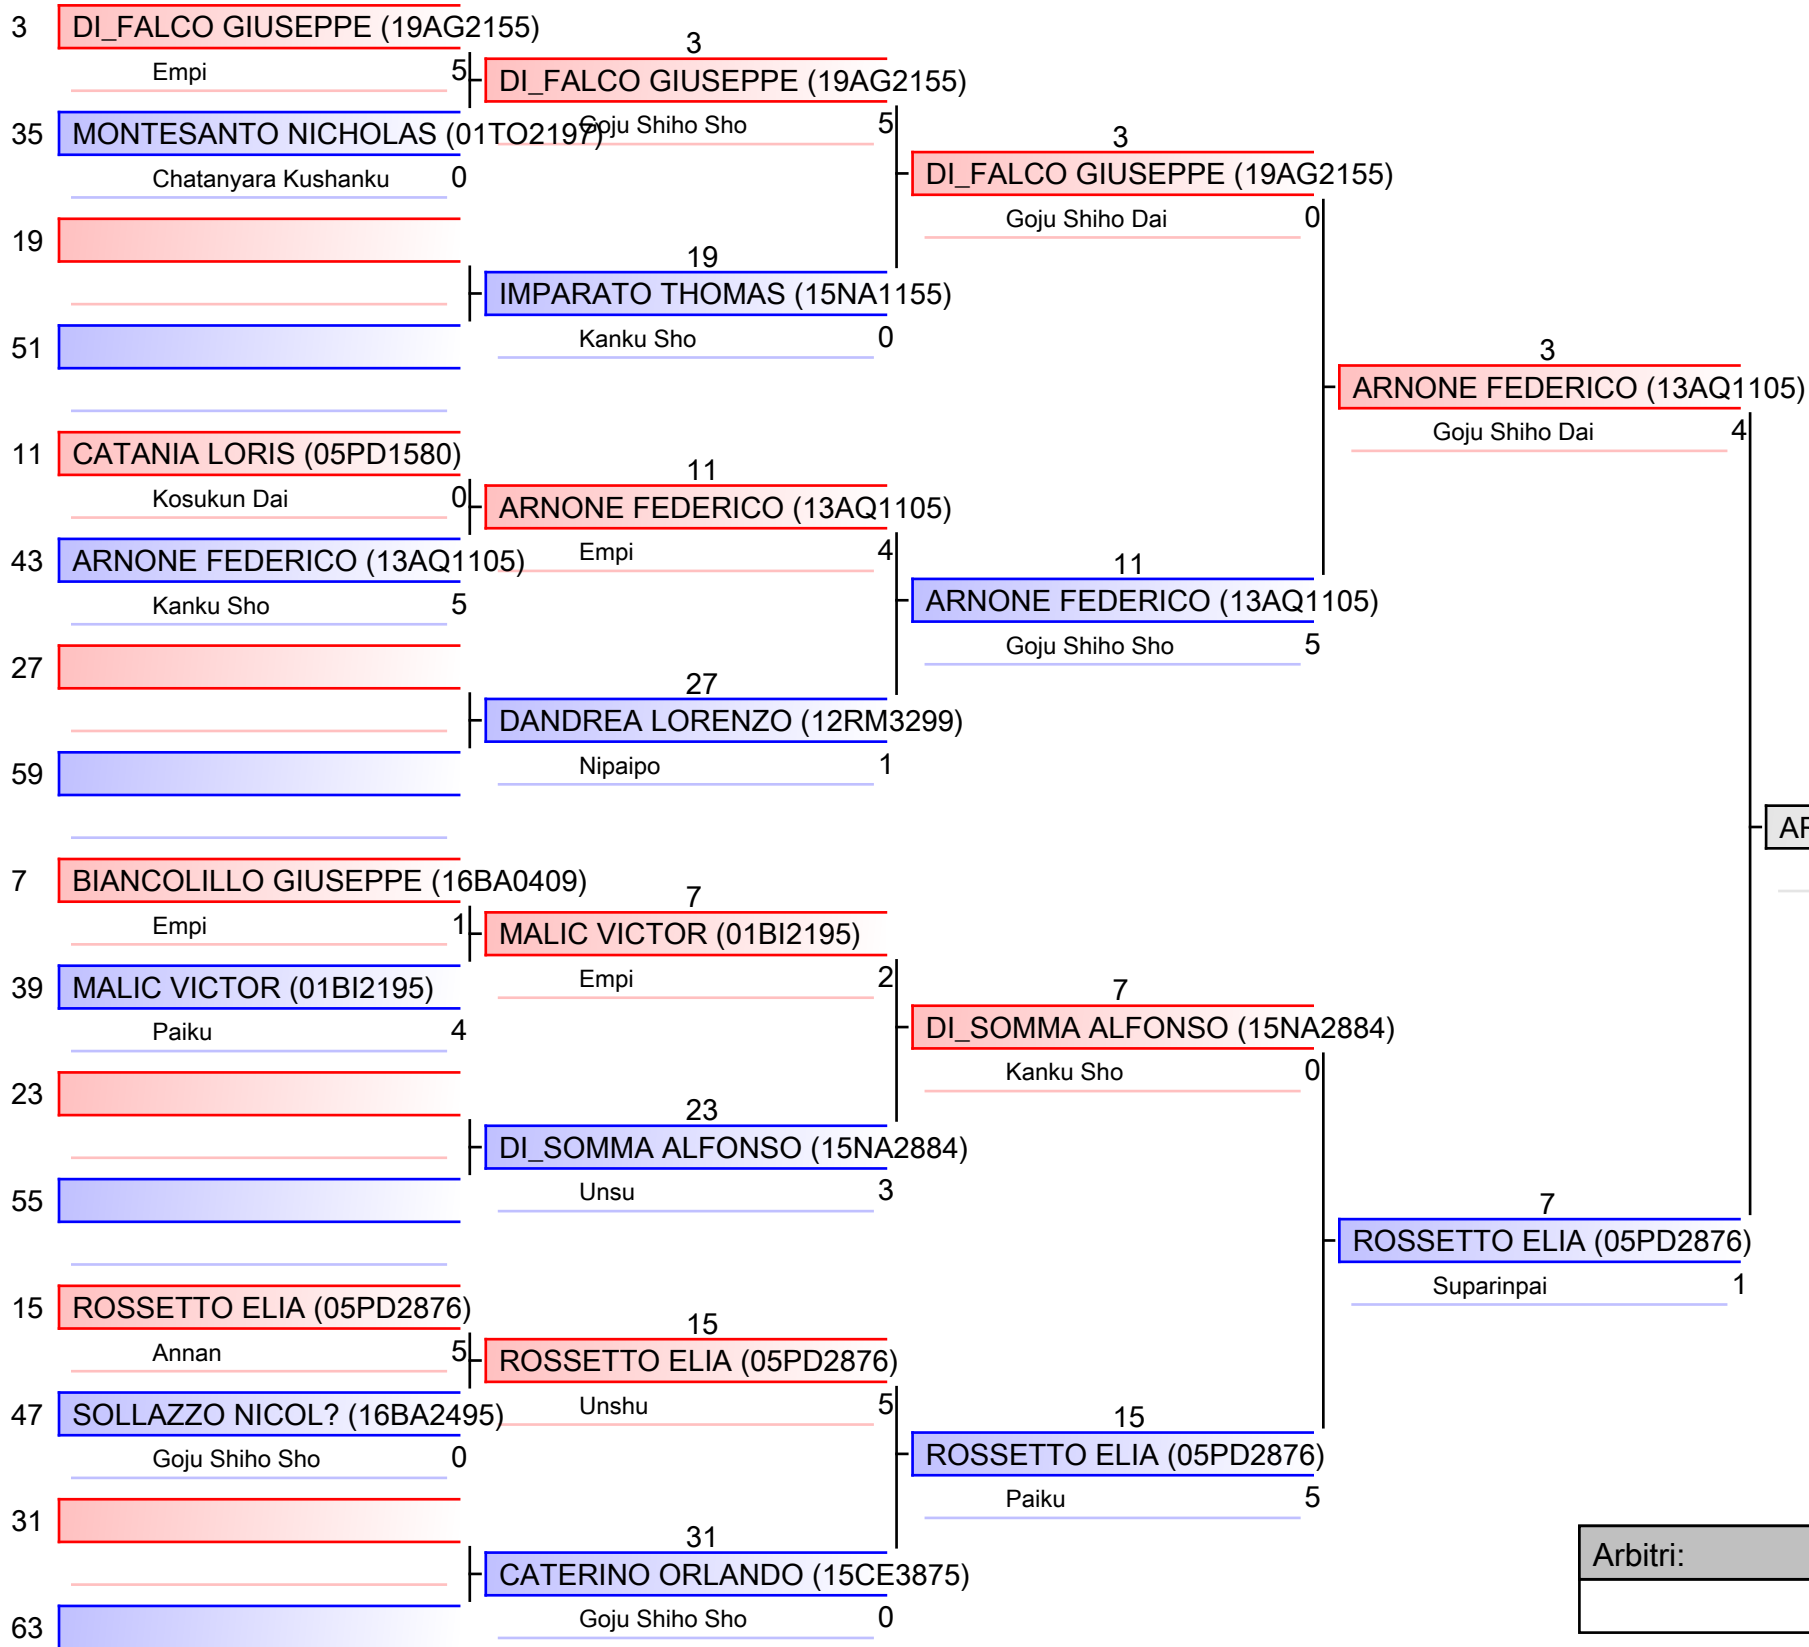 3 DI_FALCO GIUSEPPE (19AG2155)
Empi 5
35 MONTESANTO NICHOLAS (01TO2197)
Chatanyara Kushanku 0
19
51
11 CATANIA LORIS (05PD1580)
Kosukun Dai 0
43 ARNONE FEDERICO (13AQ1105)
Kanku Sho 5
27
59
7 BIANCOLILLO GIUSEPPE (16BA0409)
Empi 1
39 MALIC VICTOR (01BI2195)
Paiku 4
23
55
15 ROSSETTO ELIA (05PD2876)
Annan 5
47 SOLLAZZO NICOL? (16BA2495)
Goju Shiho Sho 0
31
63
3
DI_FALCO GIUSEPPE (19AG2155)
Goju Shiho Sho 5
19
IMPARATO THOMAS (15NA1155)
Kanku Sho 0
11
ARNONE FEDERICO (13AQ1105)
Empi 4
27
DANDREA LORENZO (12RM3299)
Nipaipo 1
7
MALIC VICTOR (01BI2195)
Empi 2
23
DI_SOMMA ALFONSO (15NA2884)
Unsu 3
15
ROSSETTO ELIA (05PD2876)
Unshu 5
31
CATERINO ORLANDO (15CE3875)
Goju Shiho Sho 0
3
DI_FALCO GIUSEPPE (19AG2155)
Goju Shiho Dai 0
11
ARNONE FEDERICO (13AQ1105)
Goju Shiho Sho 5
7
DI_SOMMA ALFONSO (15NA2884)
Kanku Sho 0
15
ROSSETTO ELIA (05PD2876)
Paiku 5
3
ARNONE FEDERICO (13AQ1105)
Goju Shiho Dai 4
7
ROSSETTO ELIA (05PD2876)
Suparinpai 1
Arbitri: